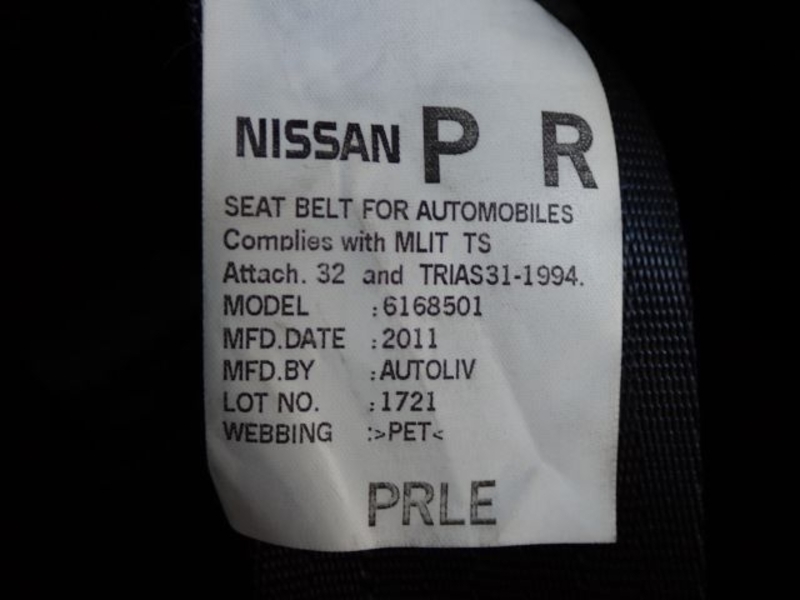 NISSAN P R
SEAT BELT FOR AUTOMOBILES
Complies with MLIT TS
Attach. 32 and TRIAS31-1994.
MODEL :6168501
MFD.DATE :2011
MFD.BY :AUTOLIV
LOT NO. :1721
WEBBING :>PET<
PRLE